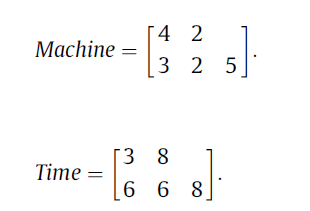 Machine = [4 2
3 2 5].
Time = [3 8
6 6 8].